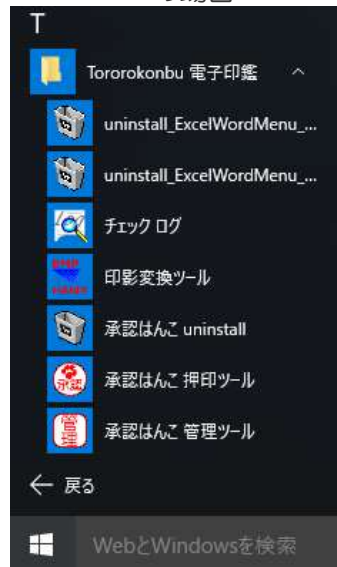 T
Tororokonbu 電子印鑑
uninstall_ExcelWordMenu_...
uninstall_ExcelWordMenu_...
チェック ログ
印影変換ツール
承認はんこ uninstall
承認はんこ 押印ツール
承認はんこ 管理ツール
戻る
WebとWindowsを検索